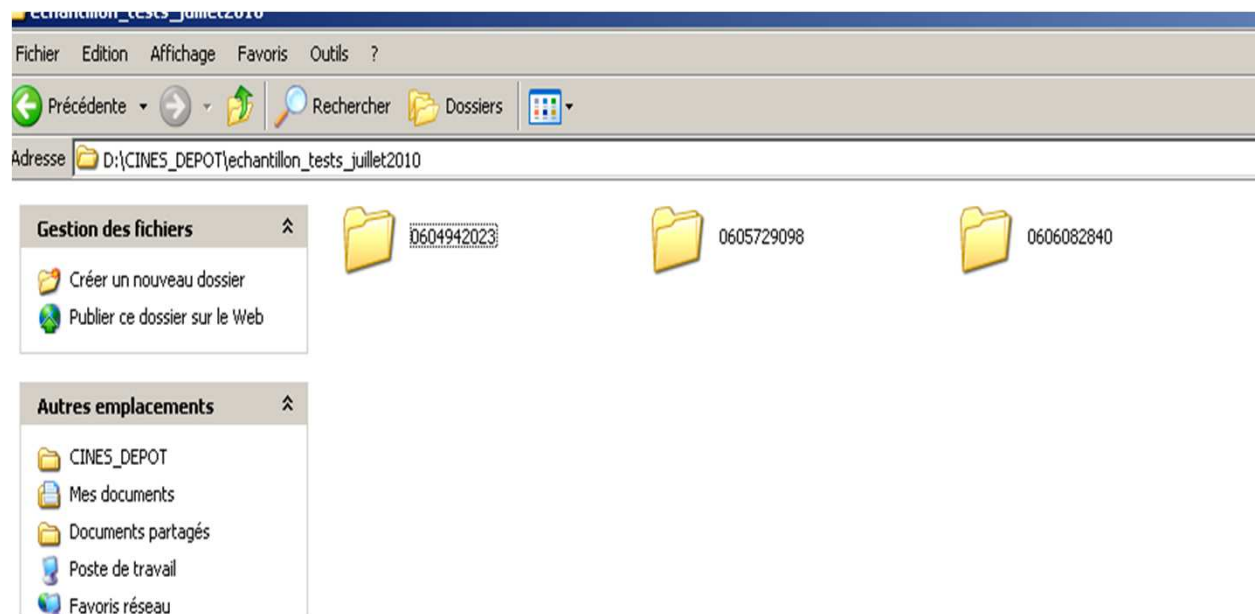 echantillon_tests_juillet2010
Fichier Edition Affichage Favoris Outils ?
Précédente Rechercher Dossiers
Adresse D:\CINES_DEPOT\echantillon_tests_juillet2010
Gestion des fichiers
Créer un nouveau dossier
Publier ce dossier sur le Web
Autres emplacements
CINES_DEPOT
Mes documents
Documents partagés
Poste de travail
Favoris réseau
0604942023
0605729098
0606082840